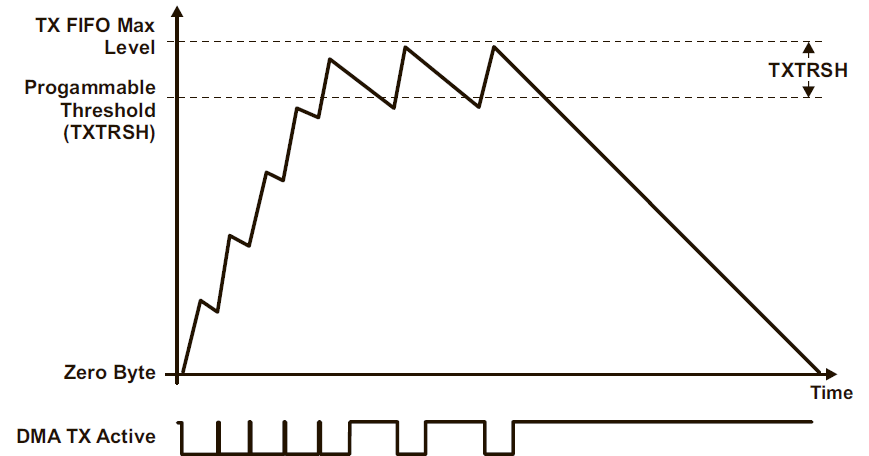 TX FIFO Max
Level
TXTRSH
Progammable
Threshold
(TXTRSH)
Zero Byte
Time
DMA TX Active